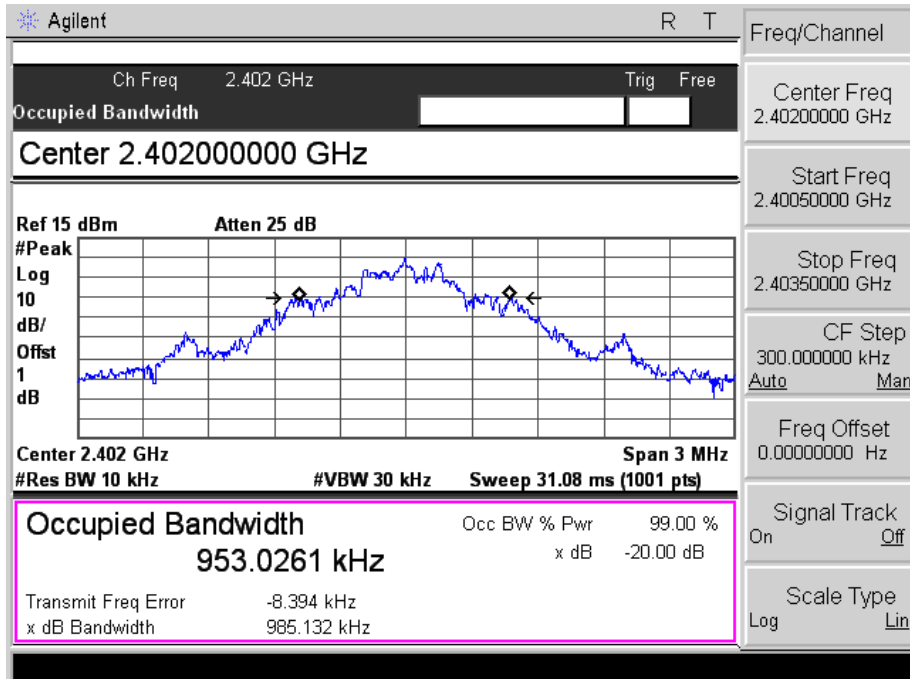 Agilent R T
Ch Freq 2.402 GHz Trig Free
Occupied Bandwidth
Center 2.402000000 GHz
Ref 15 dBm Atten 25 dB
#Peak
Log
10
dB/
Offst
1
dB
Center 2.402 GHz Span 3 MHz
#Res BW 10 kHz #VBW 30 kHz Sweep 31.08 ms (1001 pts)
Occupied Bandwidth Occ BW % Pwr 99.00 %
953.0261 kHz x dB -20.00 dB
Transmit Freq Error -8.394 kHz
x dB Bandwidth 985.132 kHz
Freq/Channel
Center Freq
2.40200000 GHz
Start Freq
2.40050000 GHz
Stop Freq
2.40350000 GHz
CF Step
300.000000 kHz
Auto Man
Freq Offset
0.00000000 Hz
Signal Track
On Off
Scale Type
Log Lin